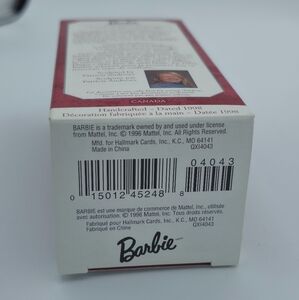 Barbie
CANADA
Handcrafted – Dated 1998
Décoration fabriquée à la main – Datée 1998
BARBIE is a trademark owned by and used under license
from Mattel, Inc. © 1996 Mattel, Inc. All Rights Reserved.
Mfd. for Hallmark Cards, Inc., K.C., MO 64141
Made in China QXI4043
04043
0 15012 45248 8
BARBIE est une marque de commerce de Mattel, Inc., utilisée
avec autorisation. © 1996 Mattel, Inc. Tous droits réservés.
Fabriqué pour Hallmark Cards, Inc., K.C., MO 64141
Fabriqué en Chine QXI4043
Barbie